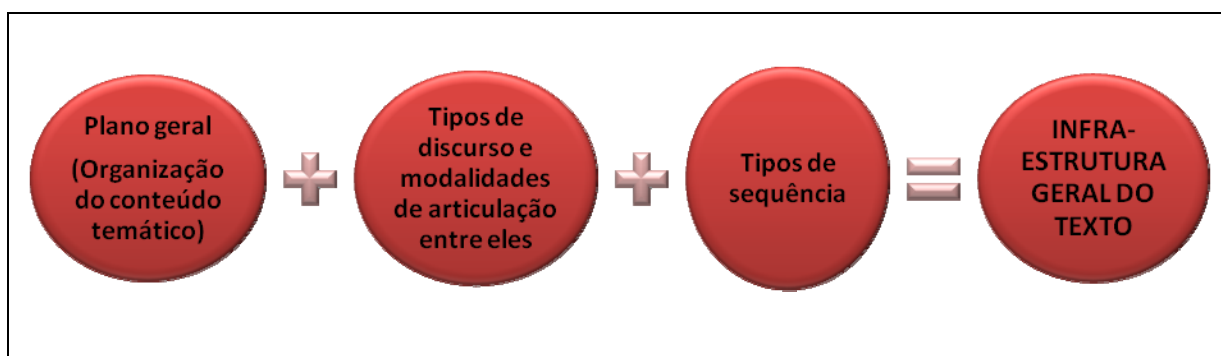 Plano geral
(Organização
do conteúdo
temático)
Tipos de
discurso e
modalidades
de articulação
entre eles
Tipos de
sequência
INFRA-
ESTRUTURA
GERAL DO
TEXTO